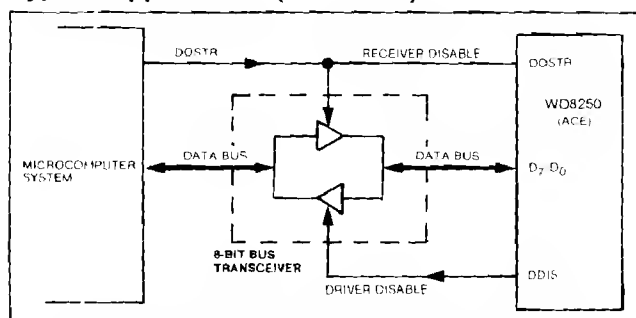 DOSTR
RECEIVER DISABLE
DOSTR
WD8250
(ACE)
MICROCOMPUTER
SYSTEM
DATA BUS
DATA BUS
D7-D0
8-BIT BUS
TRANSCEIVER
DRIVER DISABLE
DDIS